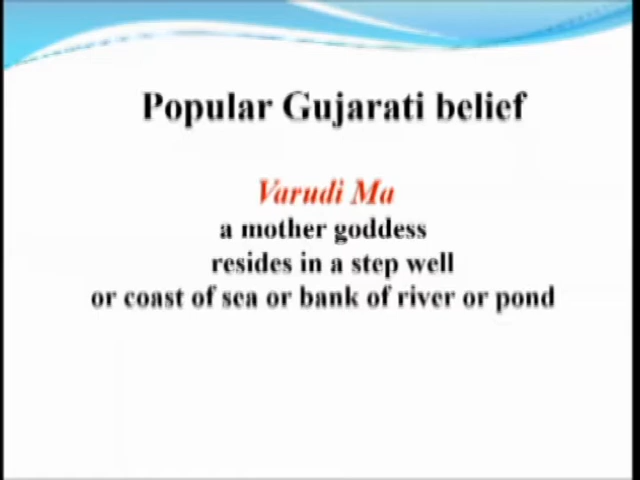 Popular Gujarati belief
Varudi Ma
a mother goddess
resides in a step well
or coast of sea or bank of river or pond